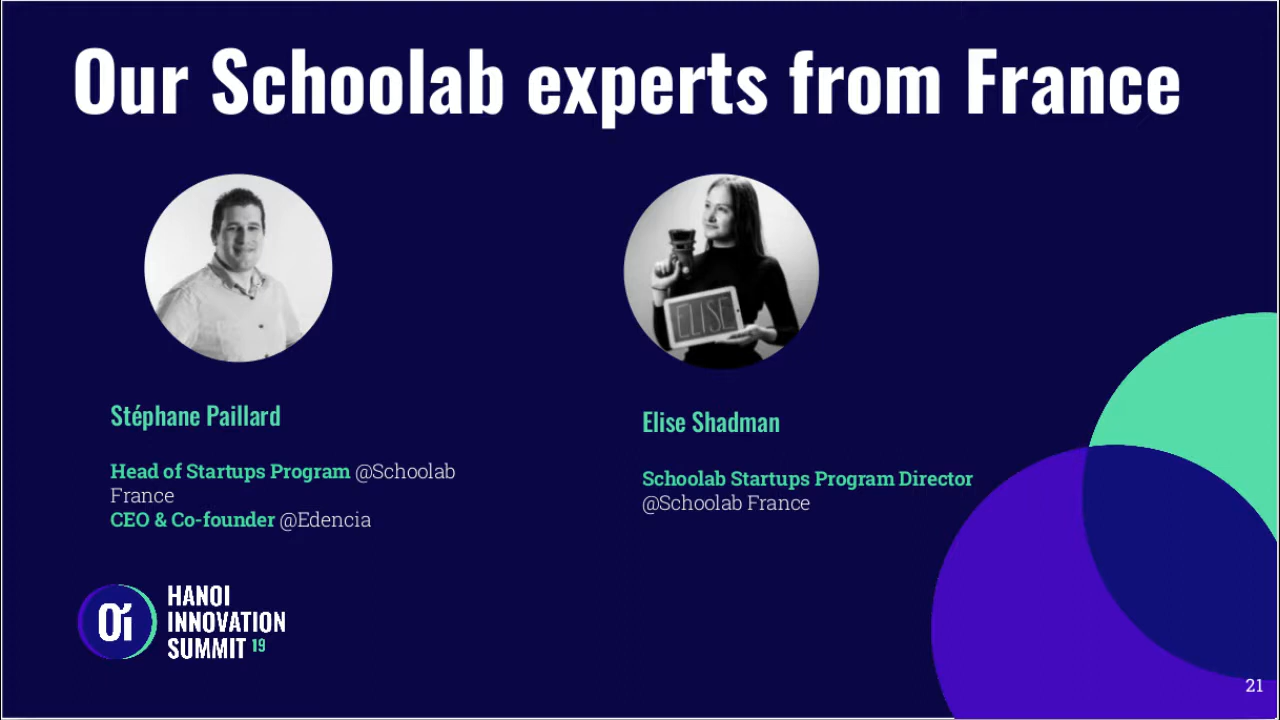 Our Schoolab experts from France
ELISE
Stéphane Paillard
Head of Startups Program @Schoolab
France
CEO & Co-founder @Edencia
Elise Shadman
Schoolab Startups Program Director
@Schoolab France
Oi
HANOI
INNOVATION
SUMMIT 19
21